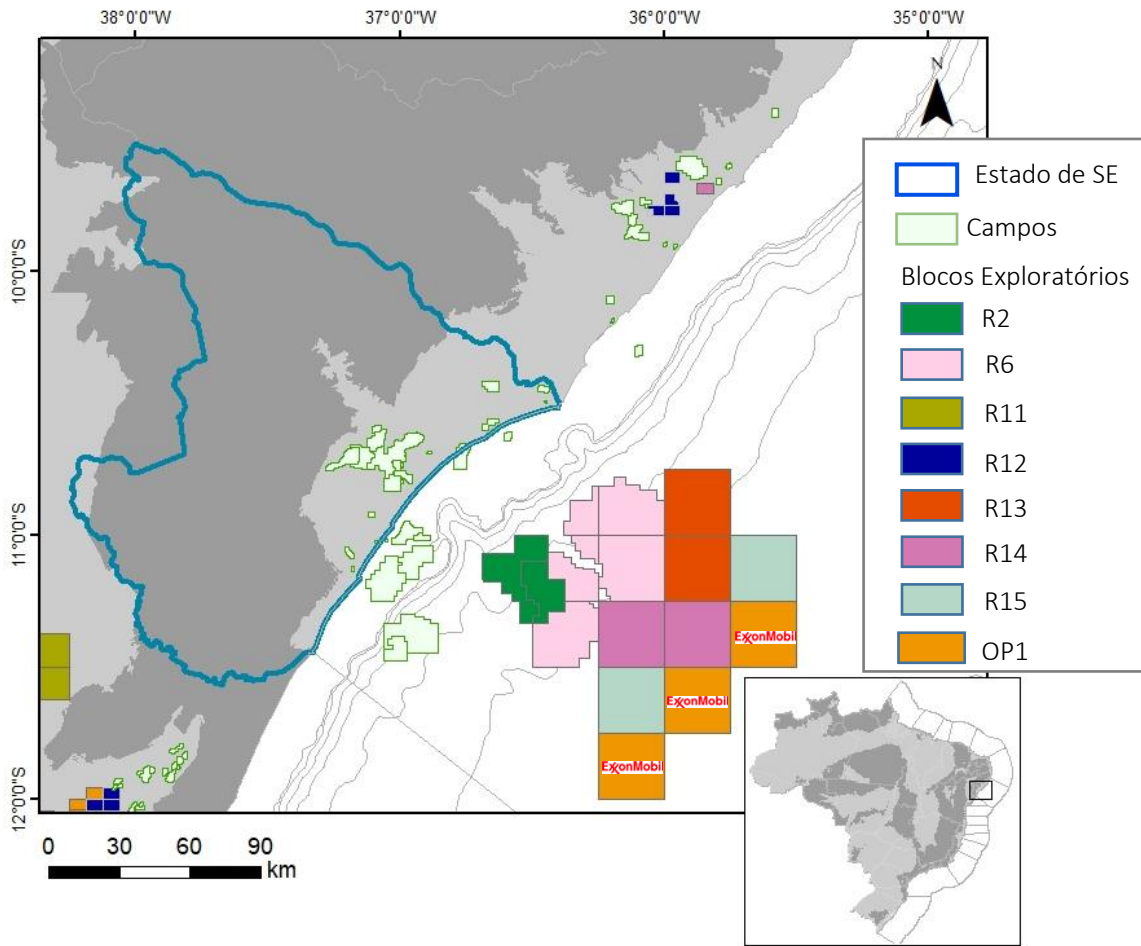 38°0'0"W
37°0'0"W
36°0'0"W
35°0'0"W
N
10°0'0"S
11°0'0"S
12°0'0"S
Estado de SE
Campos
Blocos Exploratórios
R2
R6
R11
R12
R13
R14
R15
OP1
ExxonMobil
ExxonMobil
ExxonMobil
0 30 60 90
km